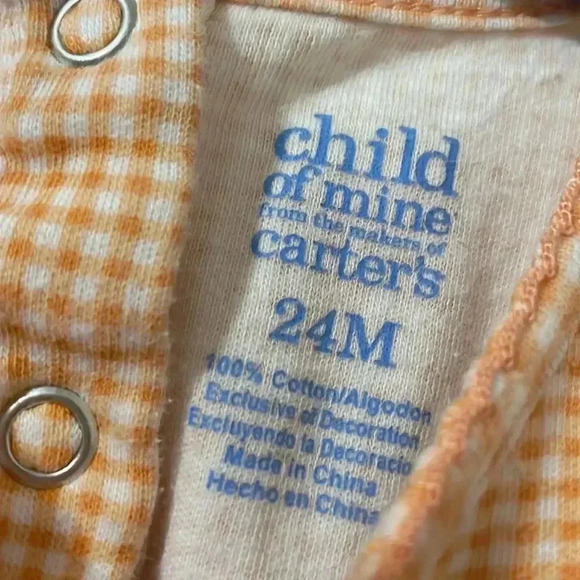 child
of mine
from the makers of
carter's
24M
100% Cotton/Algodon
Exclusive of Decoration
Excluyendo la Decoracio
Made in China
Hecho en China